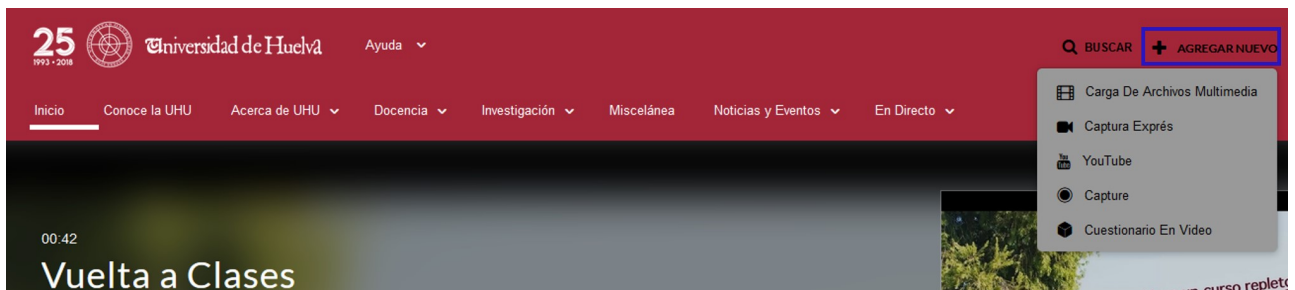 25
1993 - 2018
Universidad de Huelva
Ayuda
BUSCAR
AGREGAR NUEVO
Inicio
Conoce la UHU
Acerca de UHU
Docencia
Investigación
Miscelánea
Noticias y Eventos
En Directo
Carga De Archivos Multimedia
Captura Exprés
You Tube
YouTube
Capture
Cuestionario En Video
00:42
Vuelta a Clases
curso repleto